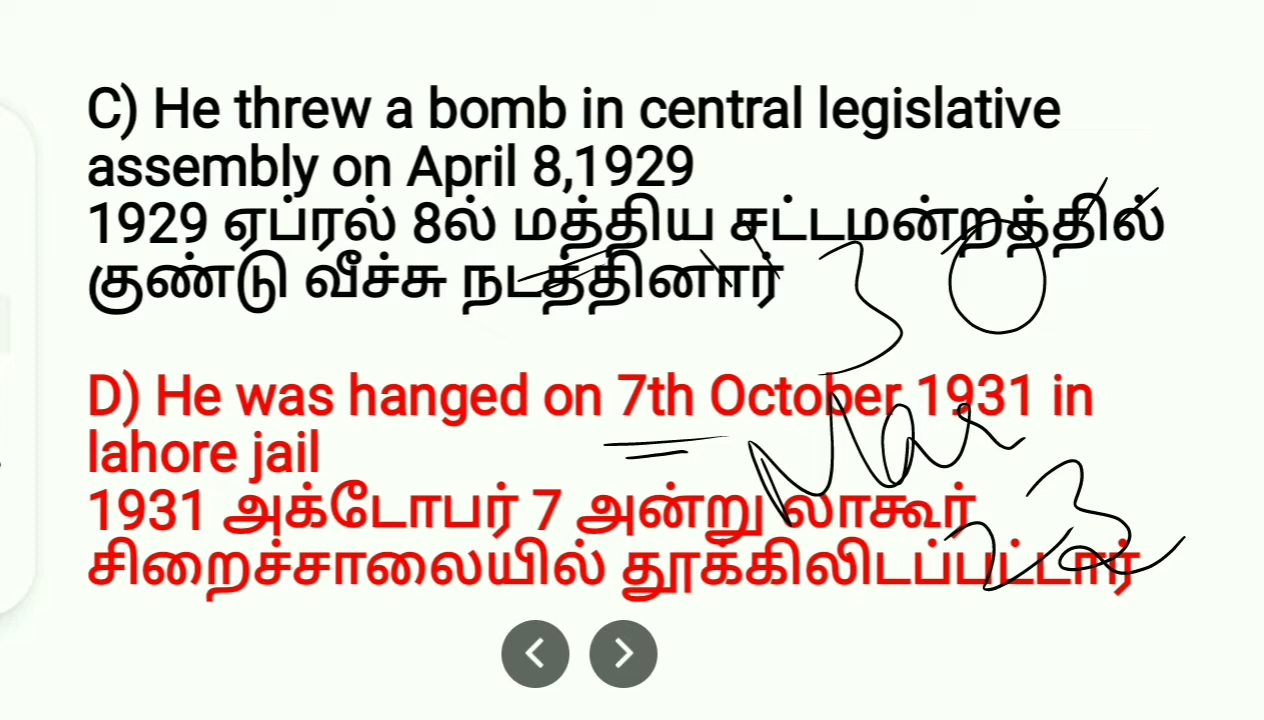 C) He threw a bomb in central legislative
assembly on April 8,1929
1929 ஏப்ரல் 8ல் மத்திய சட்டமன்றத்தில்
குண்டு வீச்சு நடத்தினார்
30
D) He was hanged on 7th October 1931 in
lahore jail
Mar
23
1931 அக்டோபர் 7 அன்று லாகூர்
சிறைச்சாலையில் தூக்கிலிடப்பட்டார்